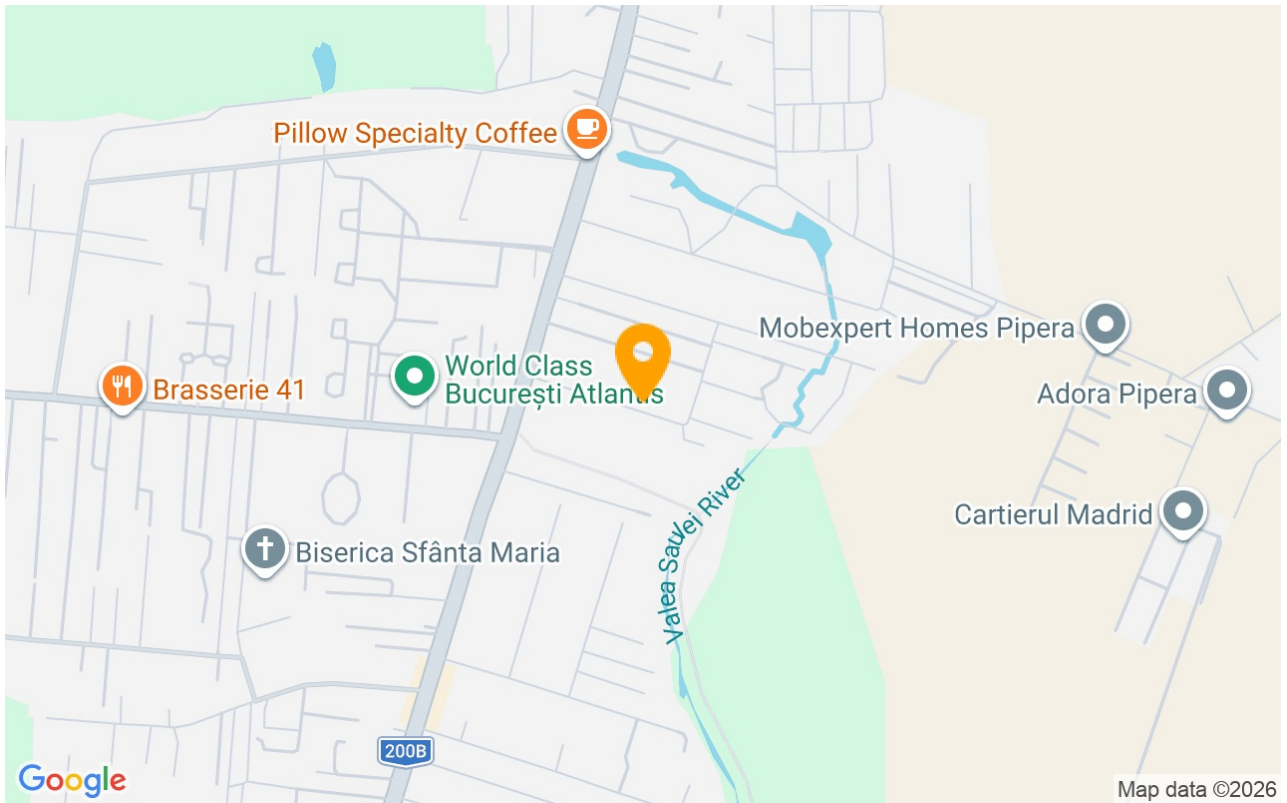 Pillow Specialty Coffee
Mobexpert Homes Pipera
World Class
București Atlantis
Brasserie 41
Adora Pipera
Valea Saulei River
Cartierul Madrid
Biserica Sfânta Maria
200B
Google
Map data ©2026